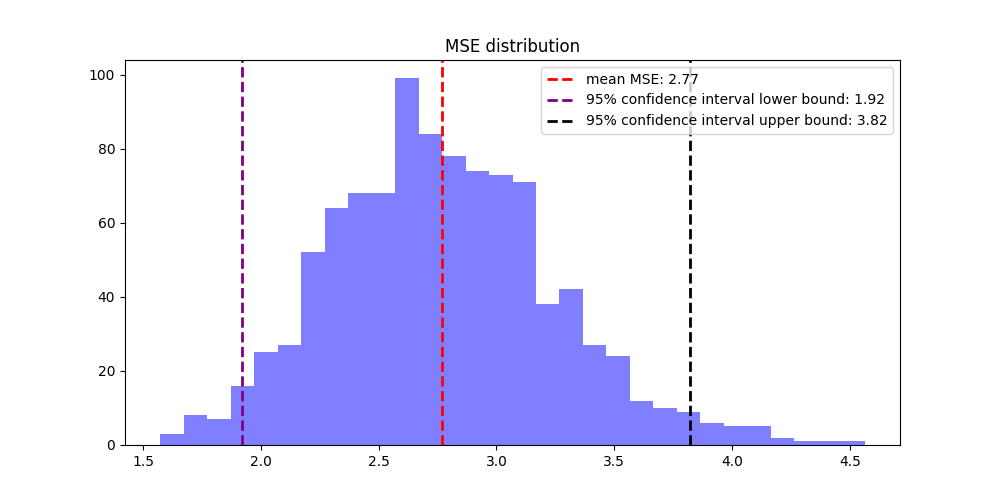 MSE distribution
mean MSE: 2.77
95% confidence interval lower bound: 1.92
95% confidence interval upper bound: 3.82
100
80
60
40
20
0
1.5 2.0 2.5 3.0 3.5 4.0 4.5